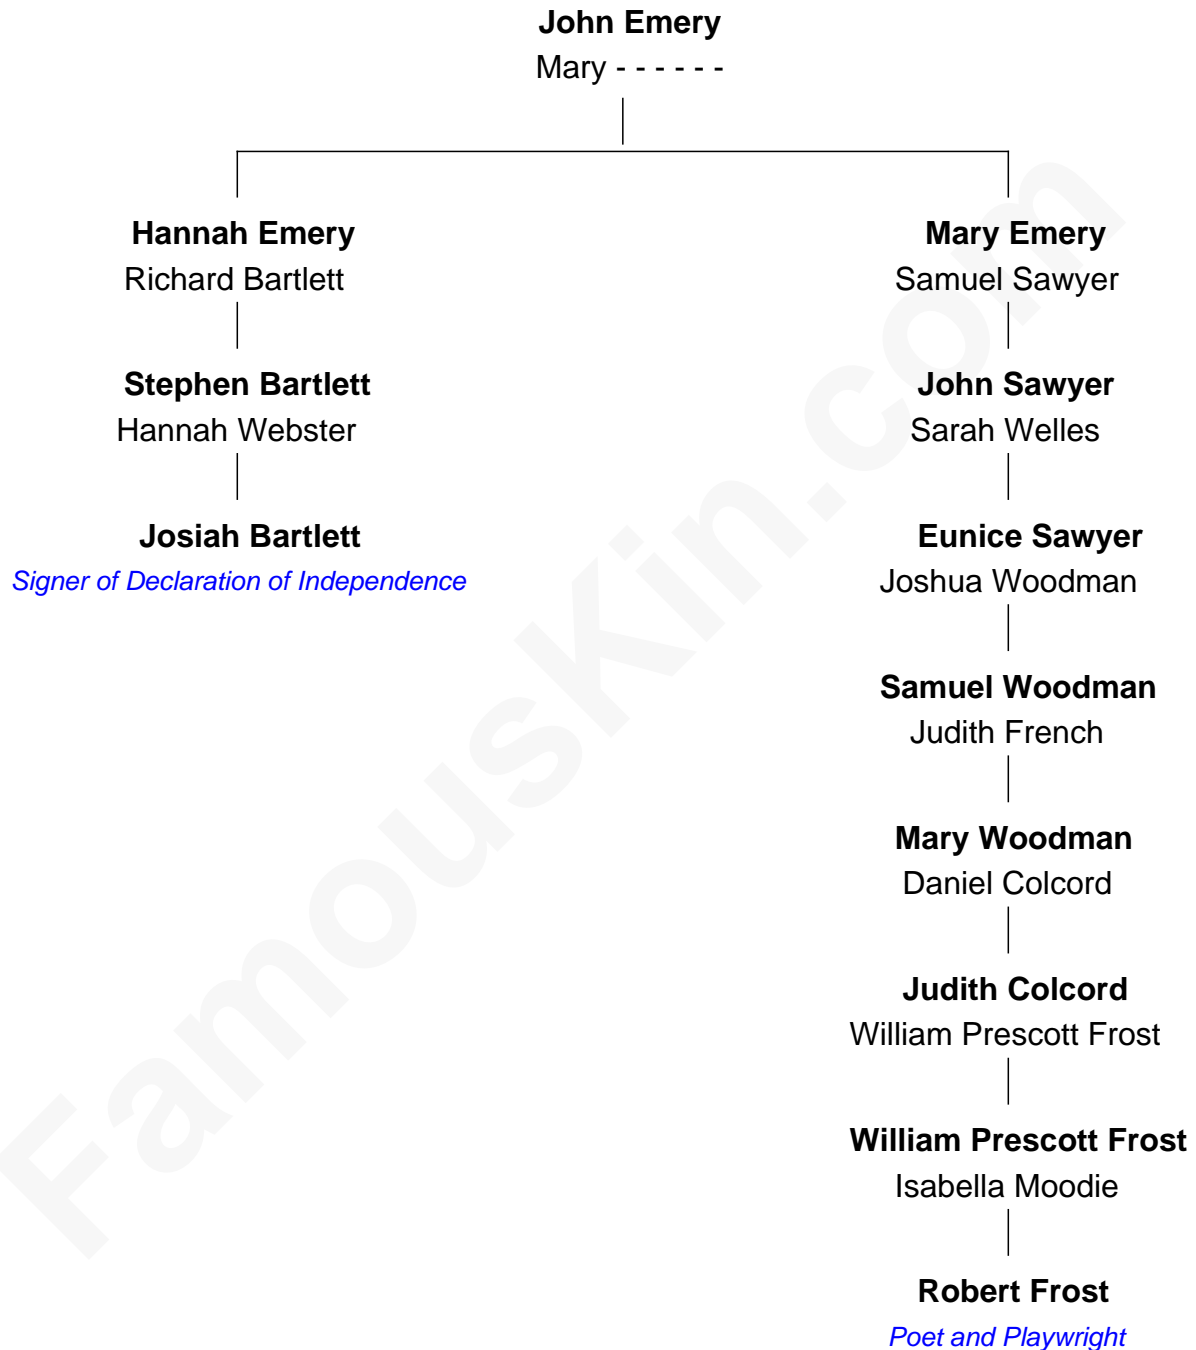 John Emery
Mary - - - - - -
Hannah Emery
Richard Bartlett
Mary Emery
Samuel Sawyer
Stephen Bartlett
Hannah Webster
John Sawyer
Sarah Welles
Josiah Bartlett
Signer of Declaration of Independence
Eunice Sawyer
Joshua Woodman
Samuel Woodman
Judith French
Mary Woodman
Daniel Colcord
Judith Colcord
William Prescott Frost
William Prescott Frost
Isabella Moodie
Robert Frost
Poet and Playwright
FamousKin.com